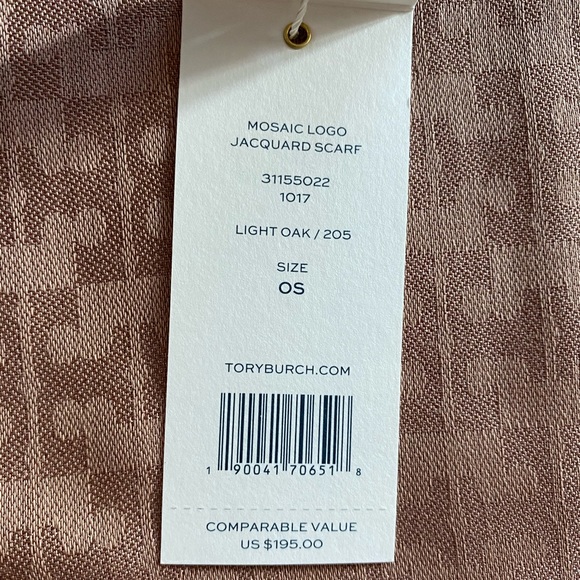 MOSAIC LOGO
JACQUARD SCARF
31155022
1017
LIGHT OAK / 205
SIZE
OS
TORYBURCH.COM
1 90041 70651 8
COMPARABLE VALUE
US $195.00